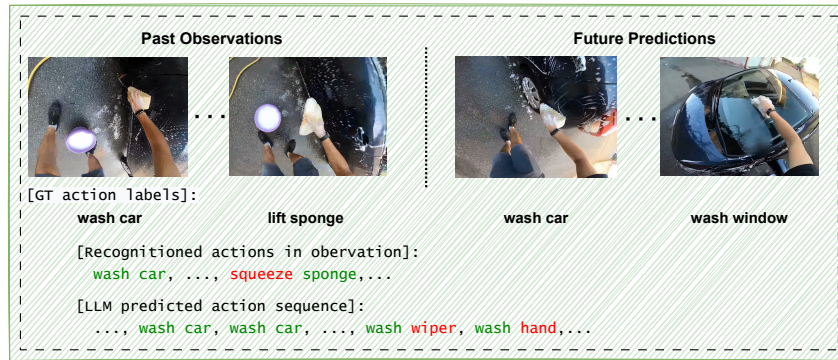 Past Observations Future Predictions
... ...
[GT action labels]:
wash car lift sponge wash car wash window
[Recognitioned actions in obervation]:
wash car, ..., squeeze sponge,...
[LLM predicted action sequence]:
..., wash car, wash car, ..., wash wiper, wash hand,...